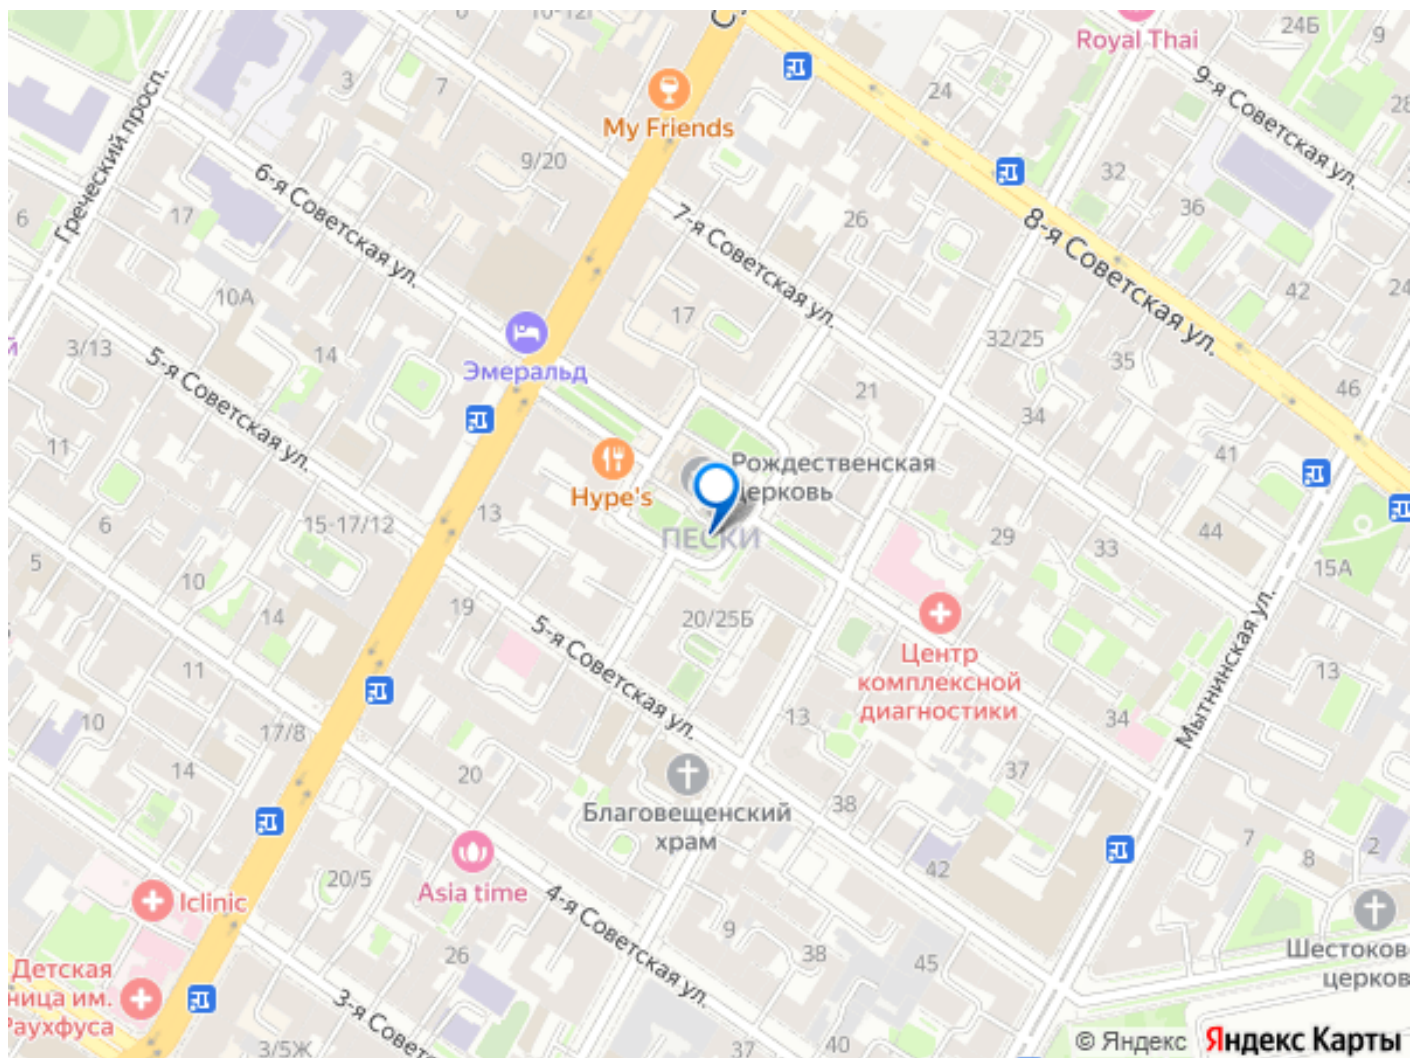 10-12Г
24Б
9
Royal Thai
3
7
24
28
My Friends
9-я Советская ул.
Греческий просп.
9/20
6-я Советская ул.
32
36
6
17
26
7-я Советская ул.
8-я Советская ул.
10А
42
24
17
32/25
3/13
14
Эмеральд
35
46
5-я Советская ул.
21
34
11
Рождественская
церковь
41
Hype's
13
15-17/12
6
ПЕСКИ
29
33
44
5
10
15А
14
19
20/25Б
5-я Советская ул.
Центр
комплексной
диагностики
11
13
Мытнинская ул.
10
17/8
13
34
14
20
37
Благовещенский
храм
38
7
8
2
42
20/5
Asia time
Iclinic
4-я Советская ул.
9
26
38
45
Шестоков
церков
Детская
ница им.
Раухфуса
3-я Совет
3/5Ж
37
40
© Яндекс Яндекс Карты